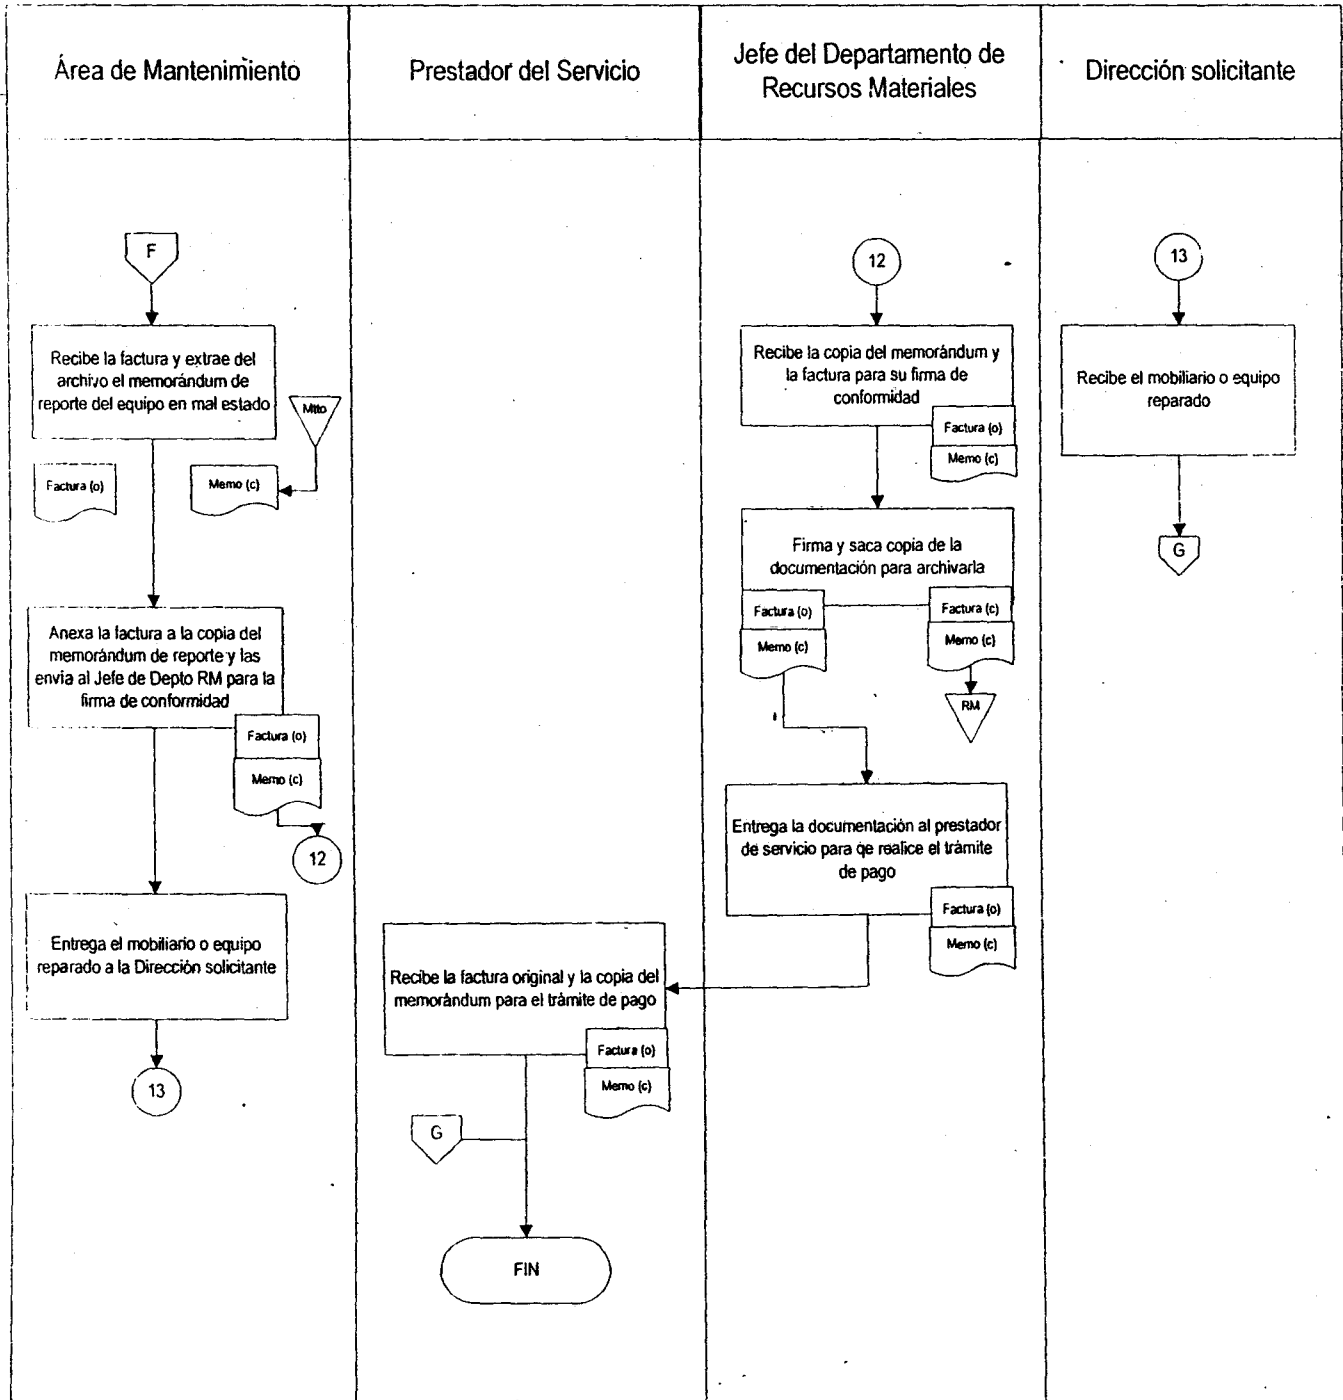 Área de Mantenimiento
Prestador del Servicio
Jefe del Departamento de
Recursos Materiales
Dirección solicitante
F
Recibe la factura y extrae del
archivo el memorándum de
reporte del equipo en mal estado
Mtto
Factura (o)
Memo (c)
Anexa la factura a la copia del
memorándum de reporte y las
envia al Jefe de Depto RM para la
firma de conformidad
Factura (o)
Memo (c)
12
Entrega el mobiliario o equipo
reparado a la Dirección solicitante
13
Recibe la factura original y la copia del
memorándum para el trámite de pago
Factura (o)
Memo (c)
G
FIN
12
Recibe la copia del memorándum y
la factura para su firma de
conformidad
Factura (o)
Memo (c)
Firma y saca copia de la
documentación para archivarla
Factura (o)
Memo (c)
Factura (c)
Memo (c)
RM
Entrega la documentación al prestador
de servicio para qe realice el trámite
de pago
Factura (o)
Memo (c)
13
Recibe el mobiliario o equipo
reparado
G